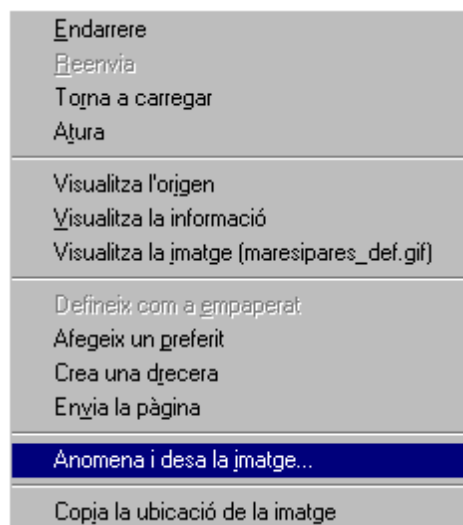 Endarrere
Reenvia
Torna a carregar
Atura
Visualitza l'origen
Visualitza la informació
Visualitza la imatge (maresipares_def.gif)
Defineix com a empaperat
Afegeix un preferit
Crea una drecera
Envia la pàgina
Anomena i desa la imatge...
Copia la ubicació de la imatge